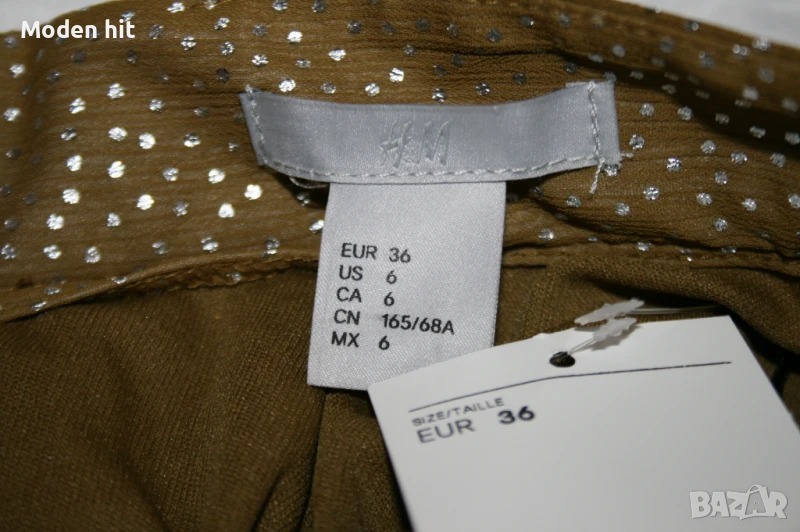 Moden hit
H&M
EUR 36
US 6
CA 6
CN 165/68A
MX 6
SIZE/TAILLE
EUR 36
BAZAR